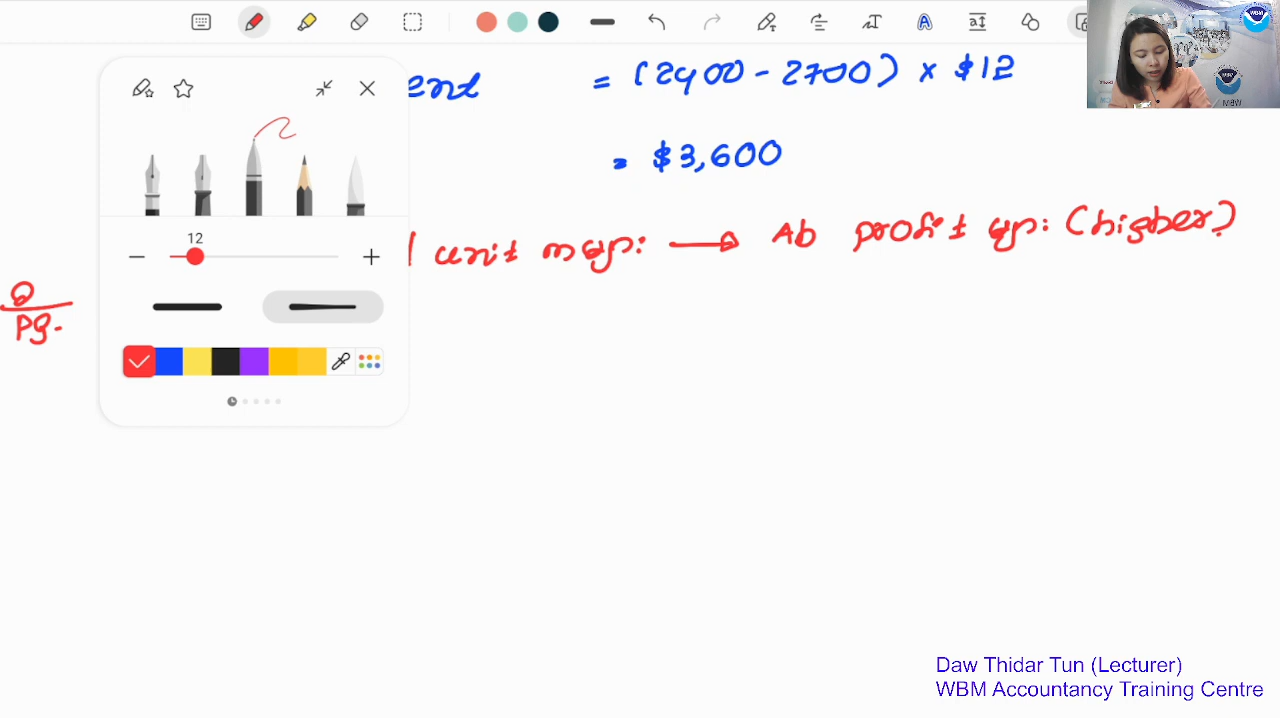 ent = (2400 - 2700) × $12
= $3,600
unit များ → Ab profit များ (higher)
Q
Pg.
12
Daw Thidar Tun (Lecturer)
WBM Accountancy Training Centre